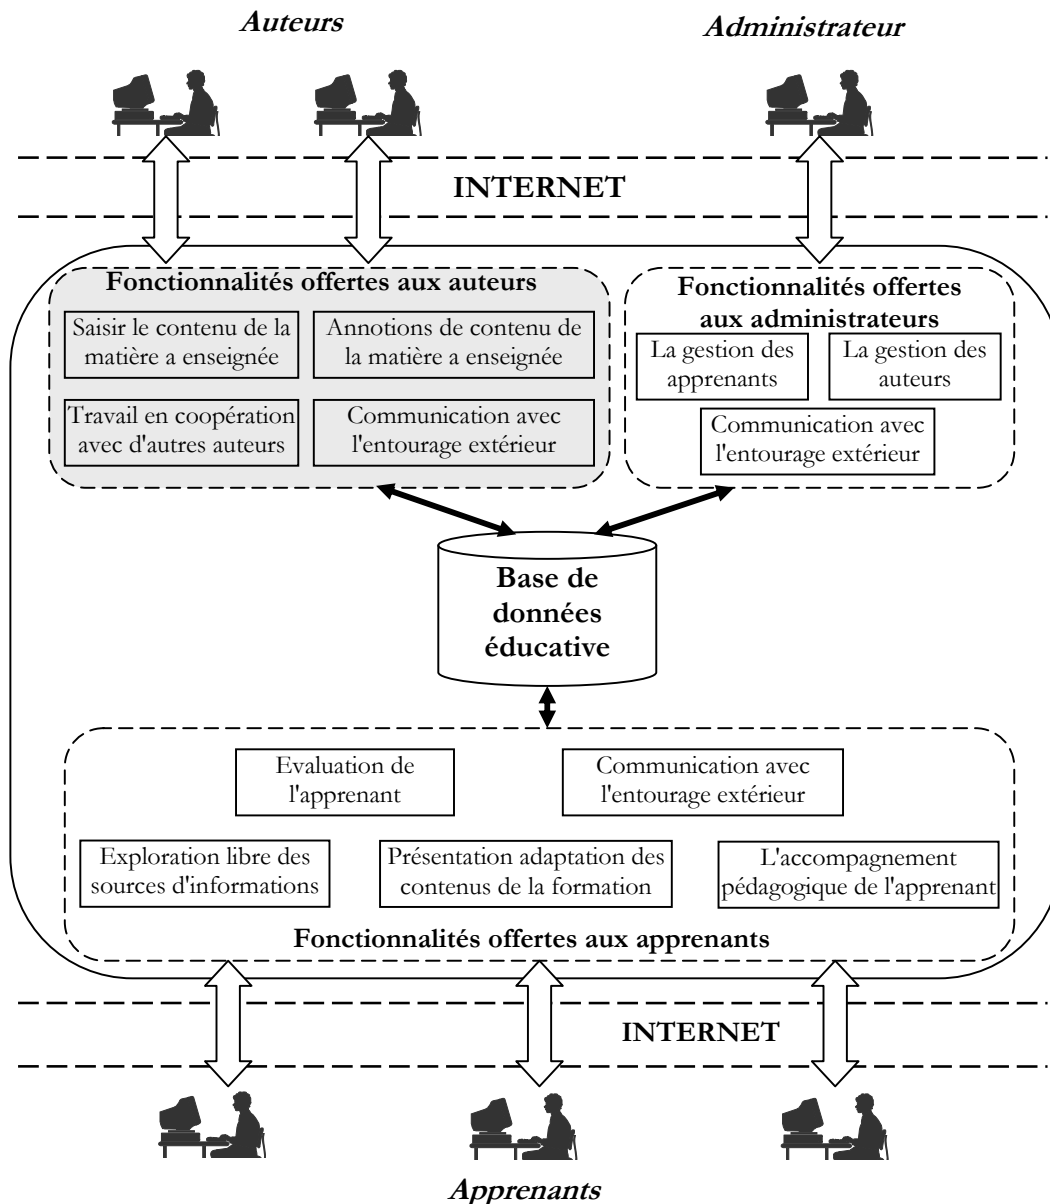 Auteurs
Administrateur
INTERNET
Fonctionnalités offertes aux auteurs
Saisir le contenu de la
matière a enseignée
Annotions de contenu de
la matière a enseignée
Travail en coopération
avec d'autres auteurs
Communication avec
l'entourage extérieur
Fonctionnalités offertes
aux administrateurs
La gestion des
apprenants
La gestion des
auteurs
Communication avec
l'entourage extérieur
Base de
données
éducative
Evaluation de
l'apprenant
Communication avec
l'entourage extérieur
Exploration libre des
sources d'informations
Présentation adaptation des
contenus de la formation
L'accompagnement
pédagogique de l'apprenant
Fonctionnalités offertes aux apprenants
INTERNET
Apprenants